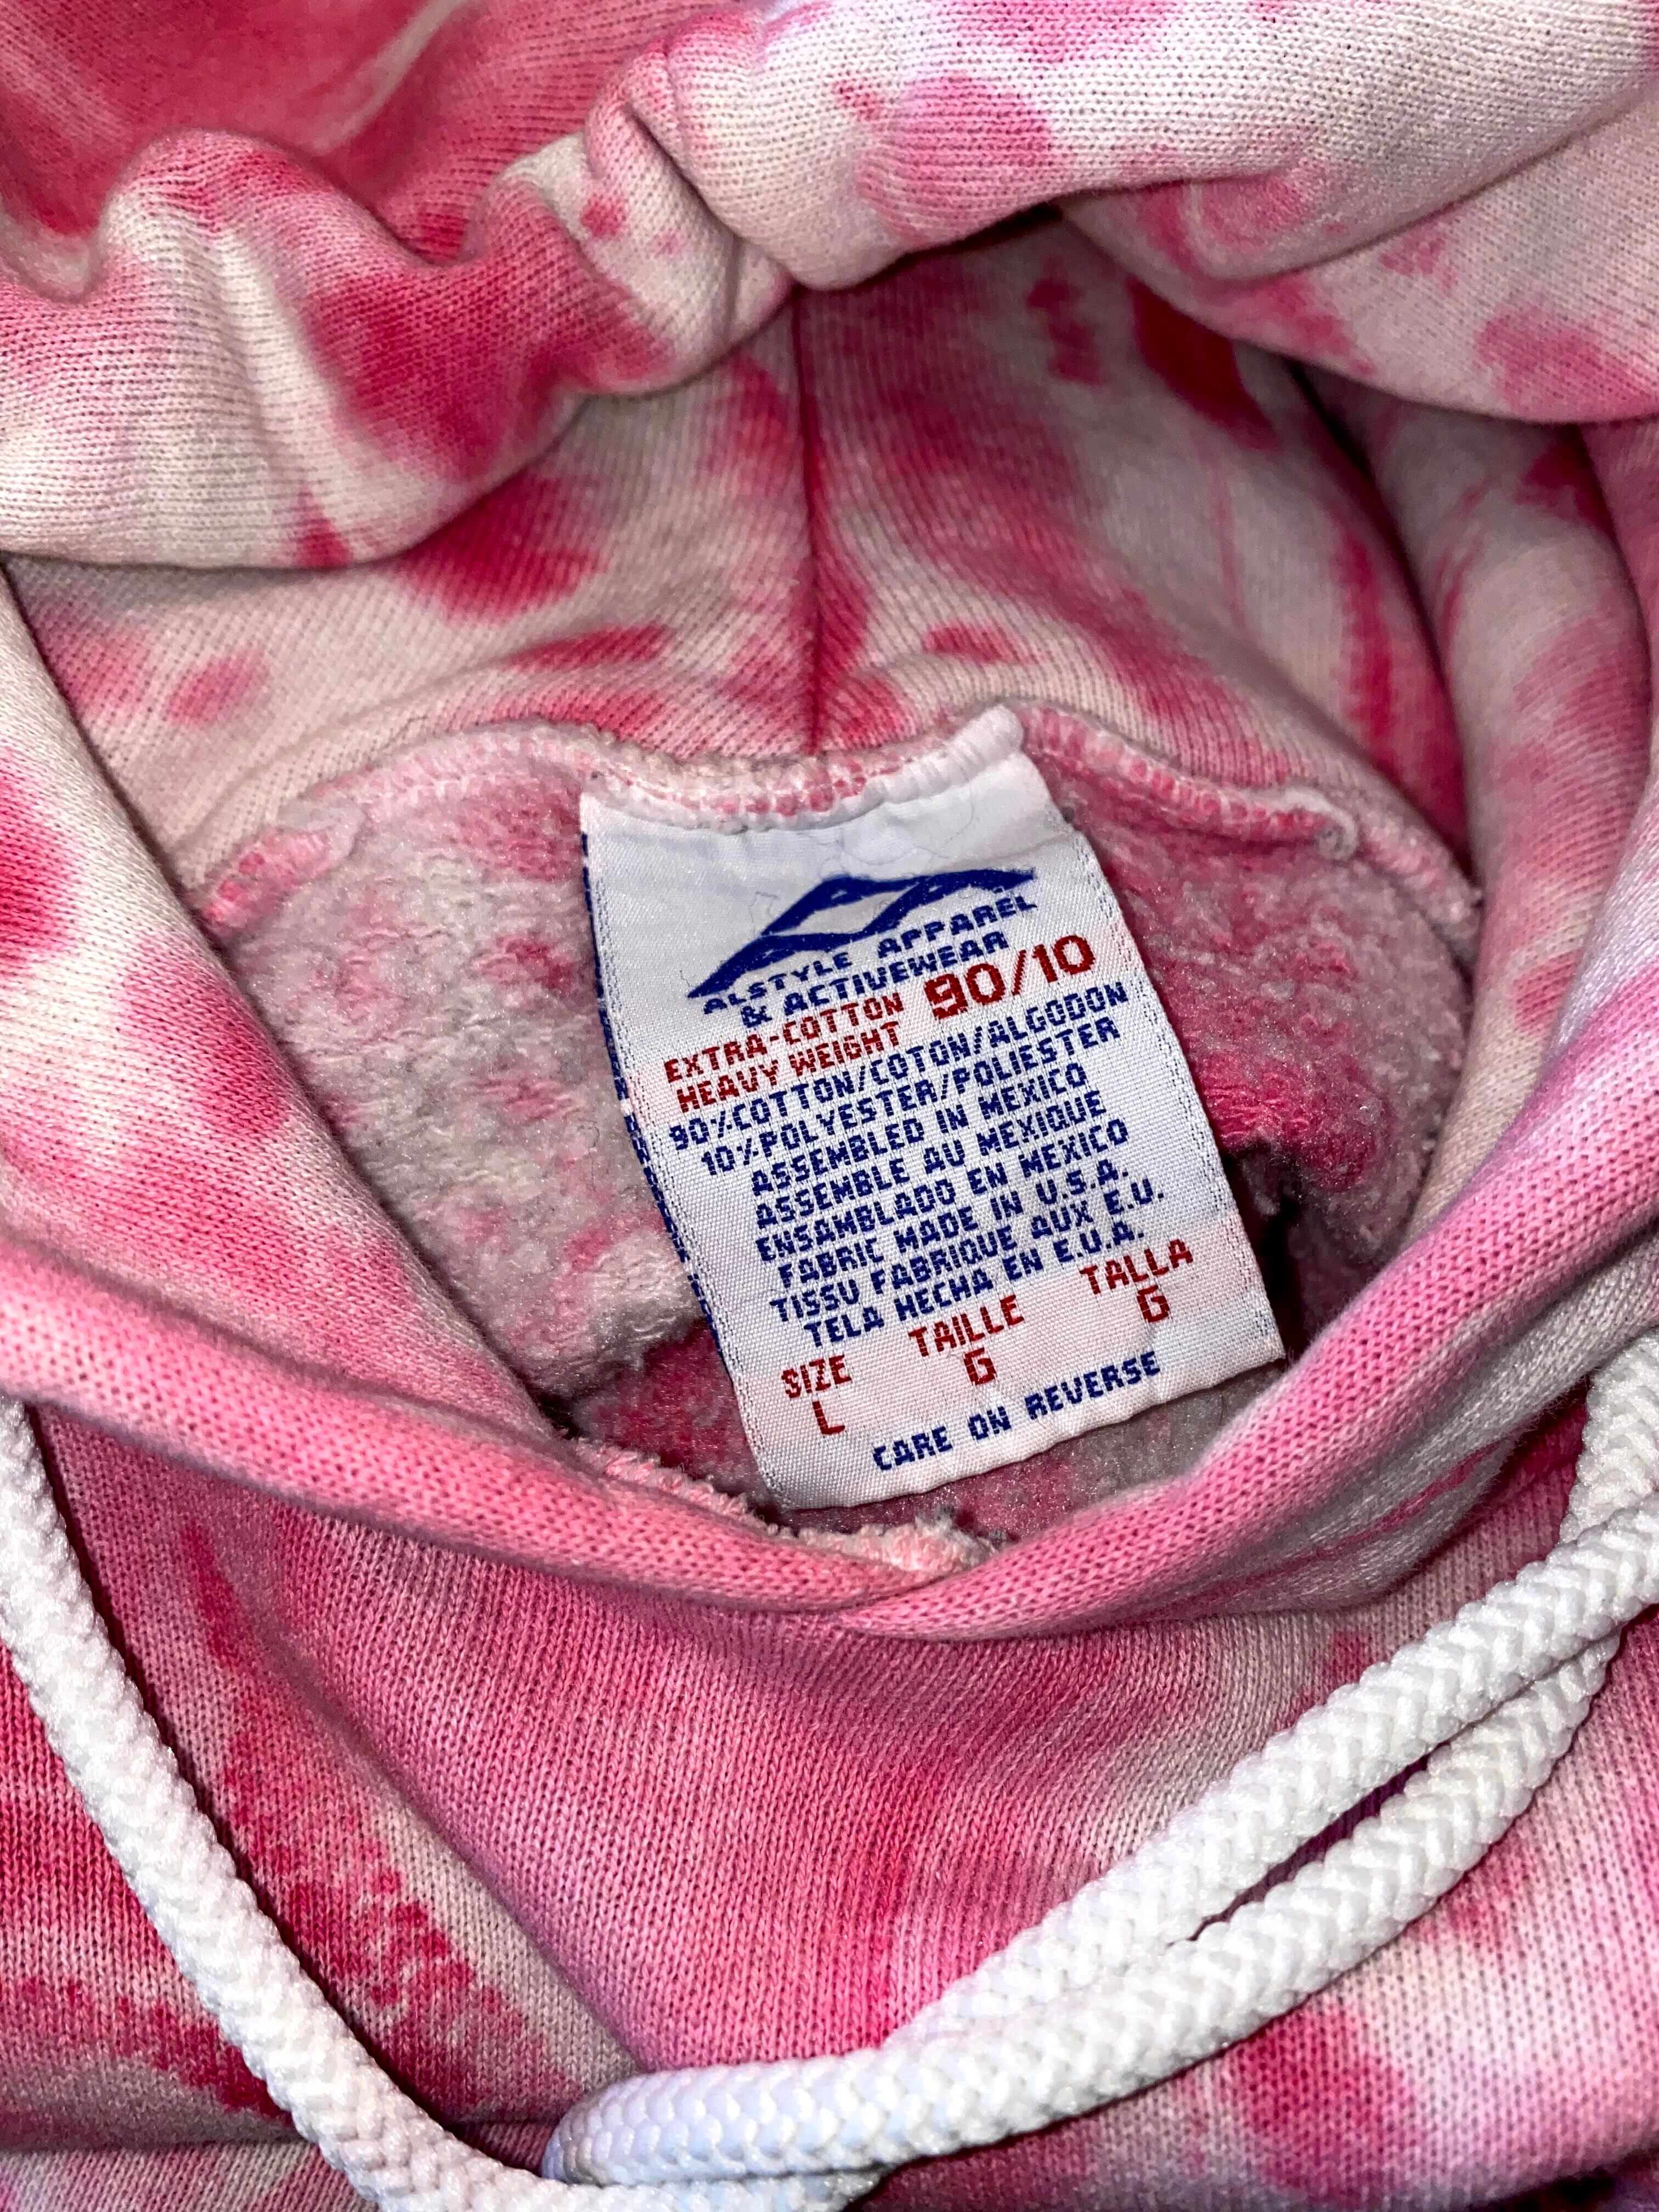 ALSTYLE APPAREL
& ACTIVEWEAR
EXTRA-COTTON 90/10
HEAVY WEIGHT
90%COTTON/COTON/ALGODON
10%POLYESTER/POLIESTER
ASSEMBLED IN MEXICO
ASSEMBLE AU MEXIQUE
ENSAMBLADO EN MEXICO
FABRIC MADE IN U.S.A.
TISSU FABRIQUE AUX E.U.
TELA HECHA EN E.U.A.
SIZE TAILLE TALLA
L G G
CARE ON REVERSE